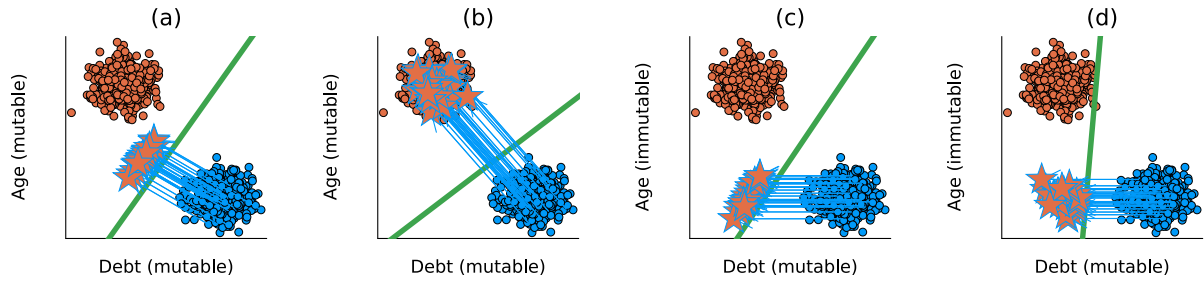 (a)
Age (mutable)
Debt (mutable)
(b)
Age (mutable)
Debt (mutable)
(c)
Age (immutable)
Debt (mutable)
(d)
Age (immutable)
Debt (mutable)